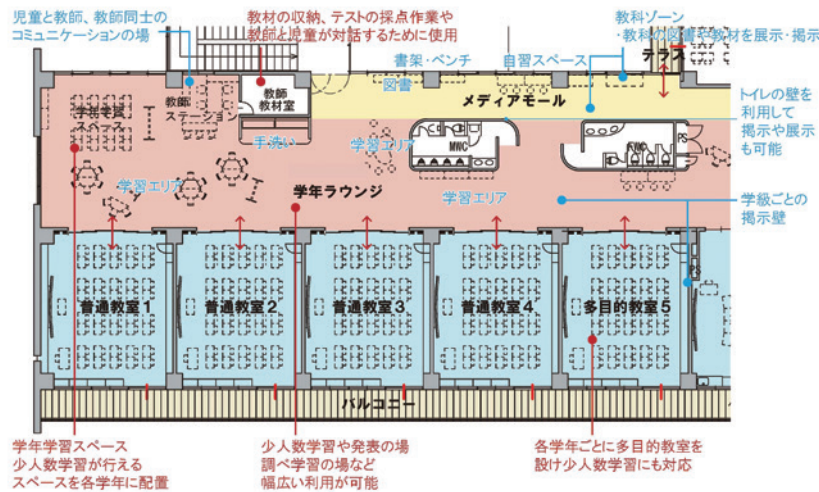 児童と教師、教師同士の
コミュニケーションの場
教材の収納、テストの採点作業や
教師と児童が対話するために使用
教科ゾーン
・教科の図書や教材を展示・掲示
書架・ベンチ
自習スペース
テラス
図書
教師
教材室
メディアモール
学年学習
スペース
教師
ステーション
トイレの壁を
利用して
掲示や展示
も可能
手洗い
学習エリア
MWC
FWC
PS
学習エリア
学年ラウンジ
学習エリア
学級ごとの
掲示壁
PS
普通教室1
普通教室2
普通教室3
普通教室4
多目的教室5
バルコニー
学年学習スペース
少人数学習が行える
スペースを各学年に配置
少人数学習や発表の場
調べ学習の場など
幅広い利用が可能
各学年ごとに多目的教室を
設け少人数学習にも対応